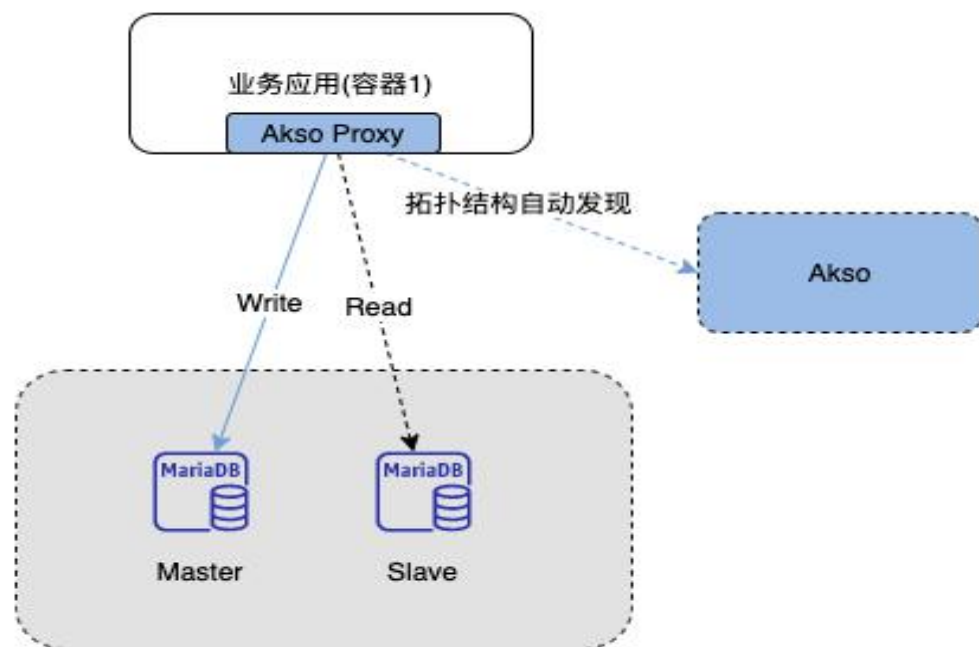 业务应用(容器1)
Akso Proxy
拓扑结构自动发现
Akso
Write
Read
MariaDB
MariaDB
Master
Slave